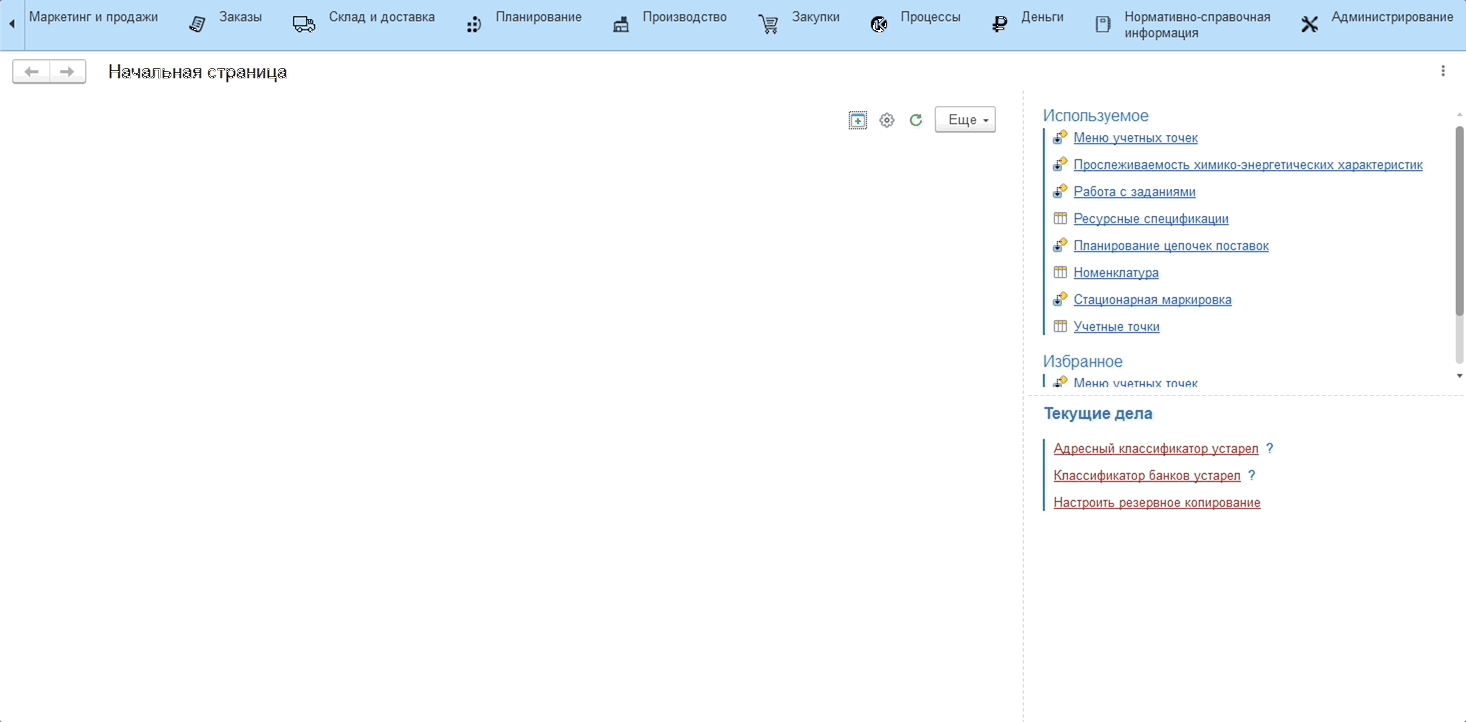 Маркетинг и продажи
Заказы
Склад и доставка
Планирование
Производство
Закупки
Процессы
Деньги
Нормативно-справочная
информация
Администрирование
Начальная страница
Еще
Используемое
Меню учетных точек
Прослеживаемость химико-энергетических характеристик
Работа с заданиями
Ресурсные спецификации
Планирование цепочек поставок
Номенклатура
Стационарная маркировка
Учетные точки
Избранное
Меню учетных точек
Текущие дела
Адресный классификатор устарел ?
Классификатор банков устарел ?
Настроить резервное копирование